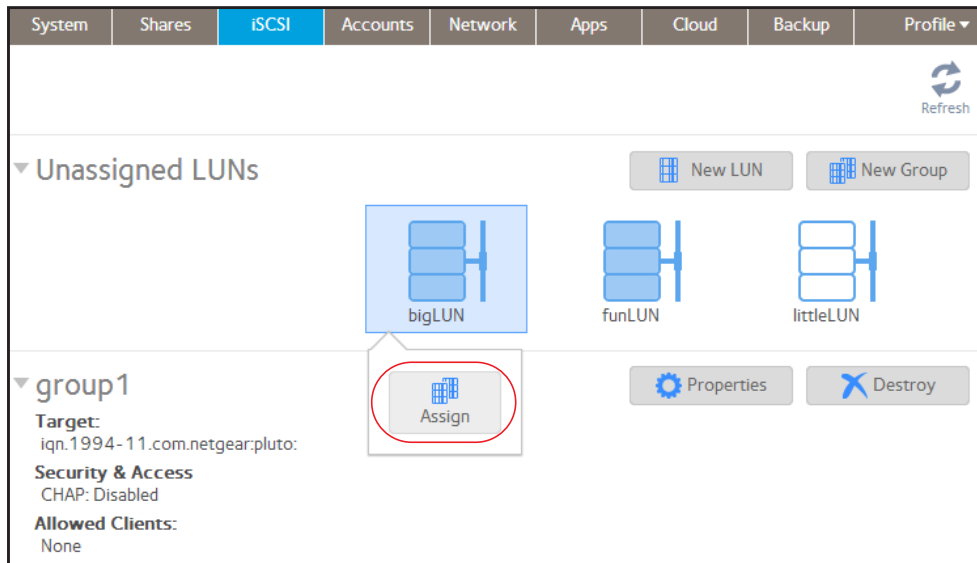 System Shares iSCSI Accounts Network Apps Cloud Backup Profile
Refresh
Unassigned LUNs
New LUN
New Group
bigLUN
funLUN
littleLUN
Assign
group1
Properties
Destroy
Target:
iqn.1994-11.com.netgear:pluto:
Security & Access
CHAP: Disabled
Allowed Clients:
None